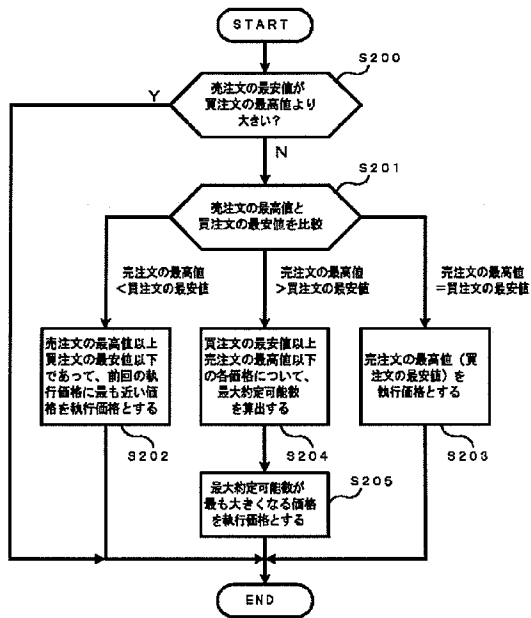 START
S200
売注文の最安値が
買注文の最高値より
大きい?
Y
N
S201
売注文の最高値と
買注文の最安値を比較
売注文の最高値
<買注文の最安値
売注文の最高値
>買注文の最安値
売注文の最高値
=買注文の最安値
売注文の最高値以上
買注文の最安値以下
であって、前回の執
行価格に最も近い価
格を執行価格とする
S202
買注文の最安値以上
売注文の最高値以下
の各価格について、
最大約定可能数
を算出する
S204
売注文の最高値(買
注文の最安値)を
執行価格とする
S203
最大約定可能数が
最も大きくなる価格
を執行価格とする
S205
END